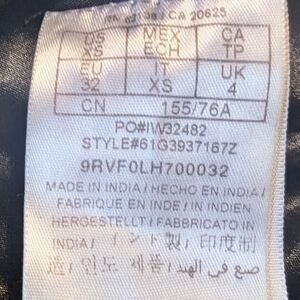 CA 20625
US MEX CA
XS ECH TP
EU IT UK
32 XS 4
CN 155/76A
PO#IW32482
STYLE#61G3937167Z
9RVF0LH700032
MADE IN INDIA / HECHO EN INDIA /
FABRIQUE EN INDE / IN INDIEN
HERGESTELLT / FABBRICATO IN
INDIA / インド製 / 印度制
造 / 인도 제품 / صنع في الهند